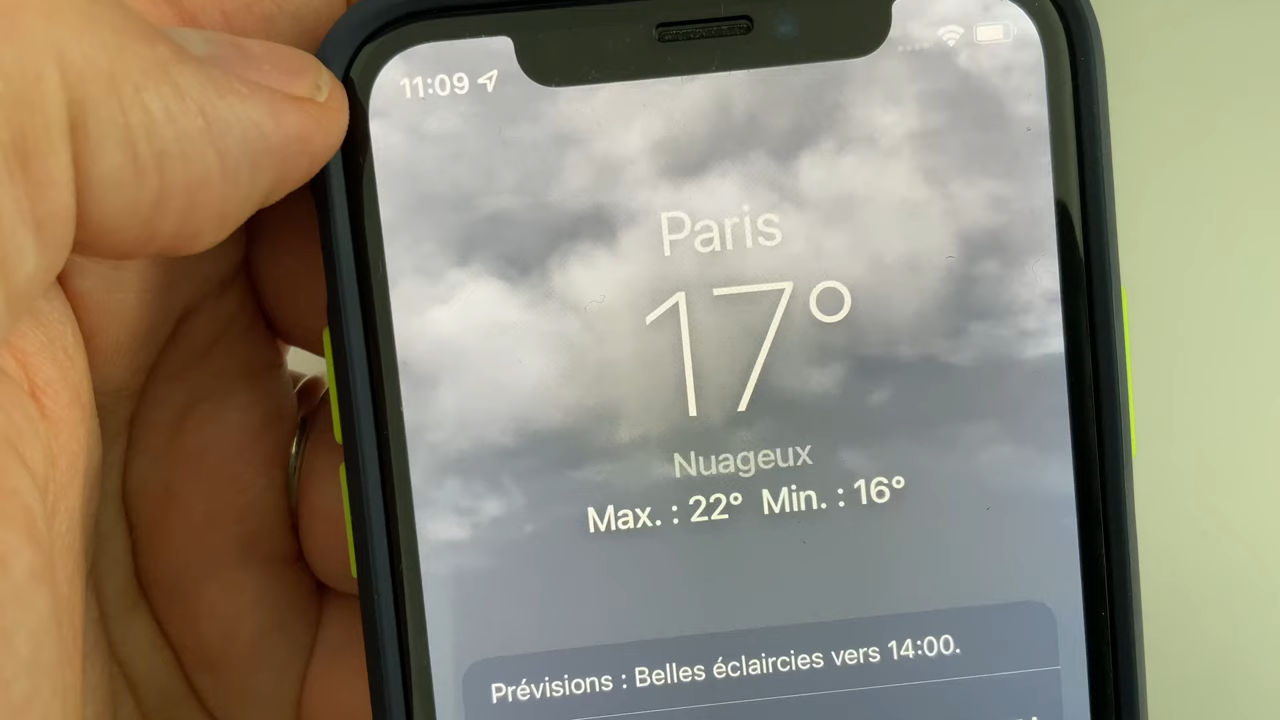 11:09
Paris
17°
Nuageux
Max. : 22° Min. : 16°
Prévisions : Belles éclaircies vers 14:00.